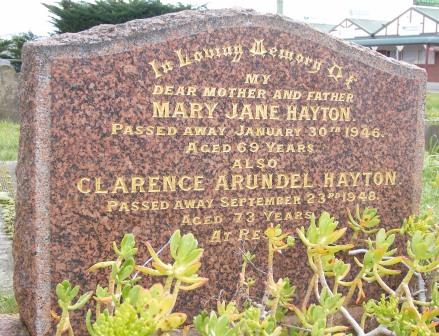 In Loving Memory Of
MY
DEAR MOTHER AND FATHER
MARY JANE HAYTON.
PASSED AWAY JANUARY 30TH 1946.
AGED 69 YEARS
ALSO
CLARENCE ARUNDEL HAYTON.
PASSED AWAY SEPTEMBER 23RD 1948.
AGED 73 YEARS
AT REST